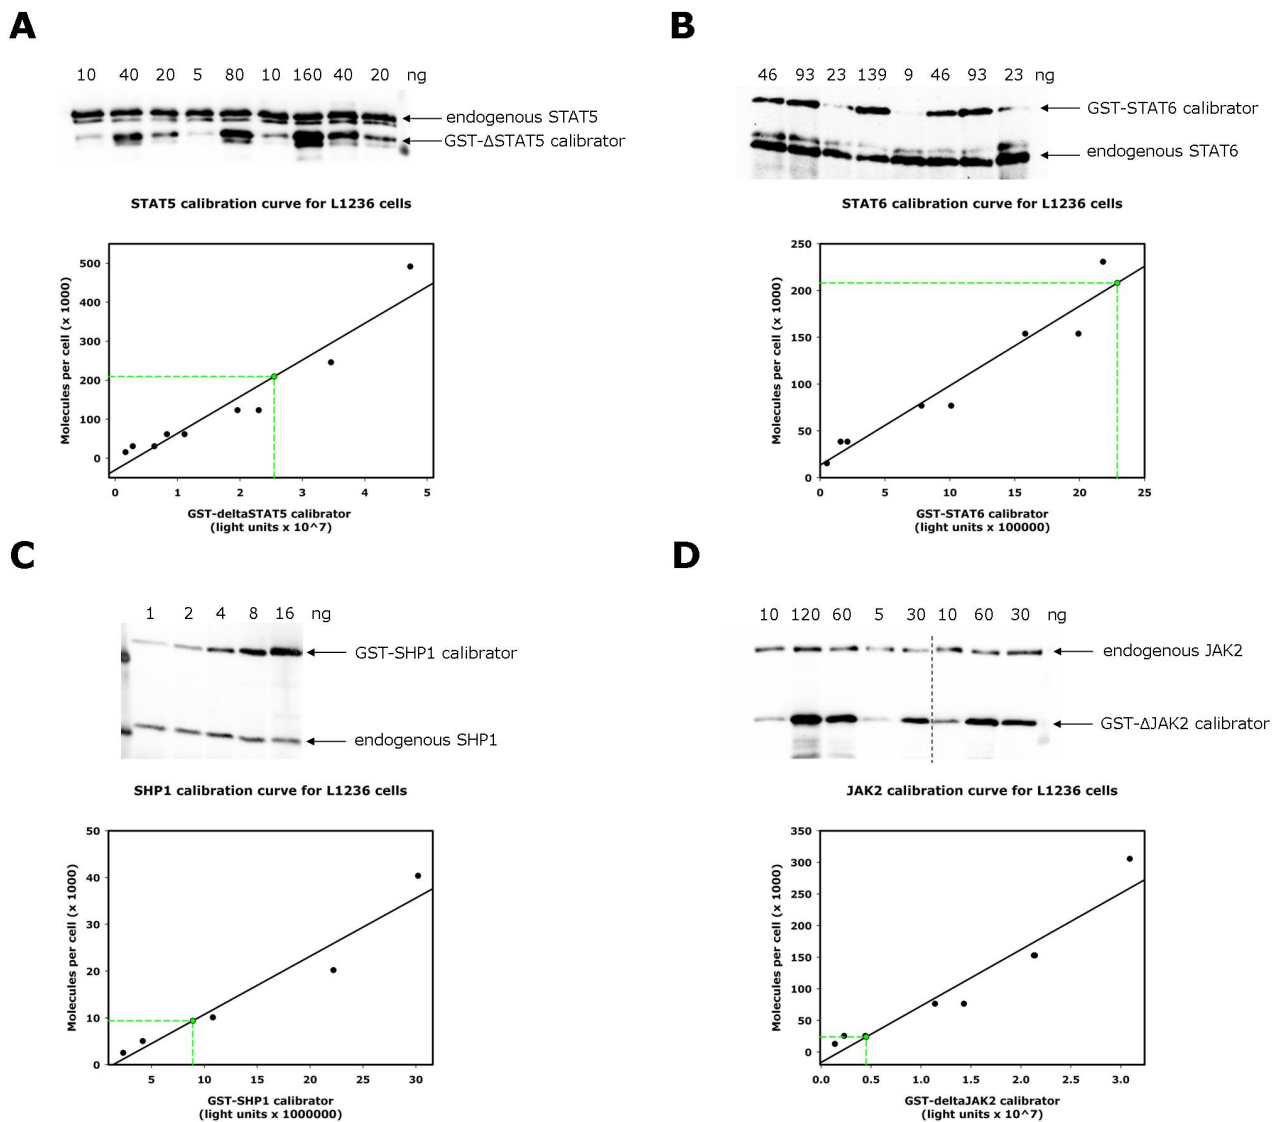 A
10 40 20 5 80 10 160 40 20 ng
endogenous STAT5
GST-ΔSTAT5 calibrator
STAT5 calibration curve for L1236 cells
Molecules per cell (x 1000)
500
400
300
200
100
0
0 1 2 3 4 5
GST-deltaSTAT5 calibrator
(light units x 10^7)
B
46 93 23 139 9 46 93 23 ng
GST-STAT6 calibrator
endogenous STAT6
STAT6 calibration curve for L1236 cells
Molecules per cell (x 1000)
250
200
150
100
50
0
0 5 10 15 20 25
GST-STAT6 calibrator
(light units x 100000)
C
1 2 4 8 16 ng
GST-SHP1 calibrator
endogenous SHP1
SHP1 calibration curve for L1236 cells
Molecules per cell (x 1000)
50
40
30
20
10
0
5 10 15 20 25 30
GST-SHP1 calibrator
(light units x 1000000)
D
10 120 60 5 30 10 60 30 ng
endogenous JAK2
GST-ΔJAK2 calibrator
JAK2 calibration curve for L1236 cells
Molecules per cell (x 1000)
350
300
250
200
150
100
50
0
0.0 0.5 1.0 1.5 2.0 2.5 3.0
GST-deltaJAK2 calibrator
(light units x 10^7)